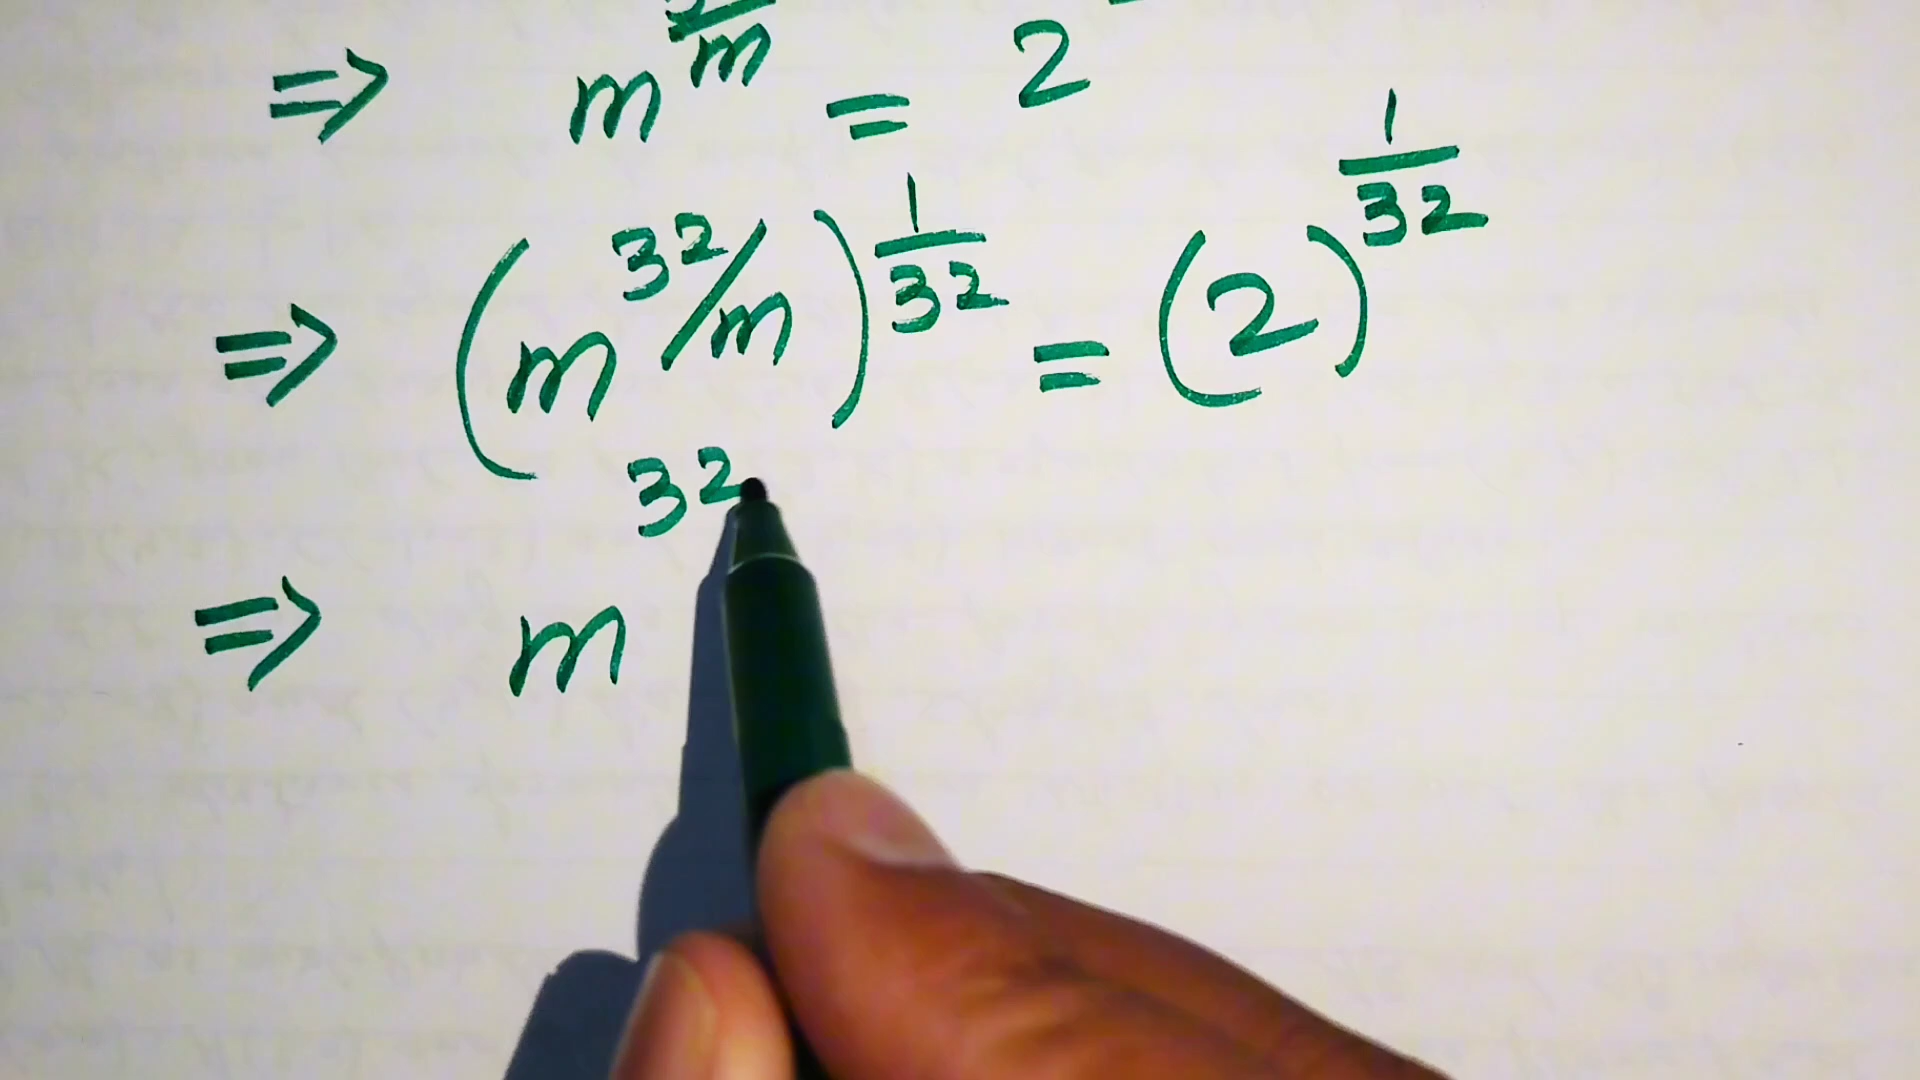 ⇒ m^{32/m} = 2
⇒ (m^{32/m})^{1/32} = (2)^{1/32}
⇒ m^{32